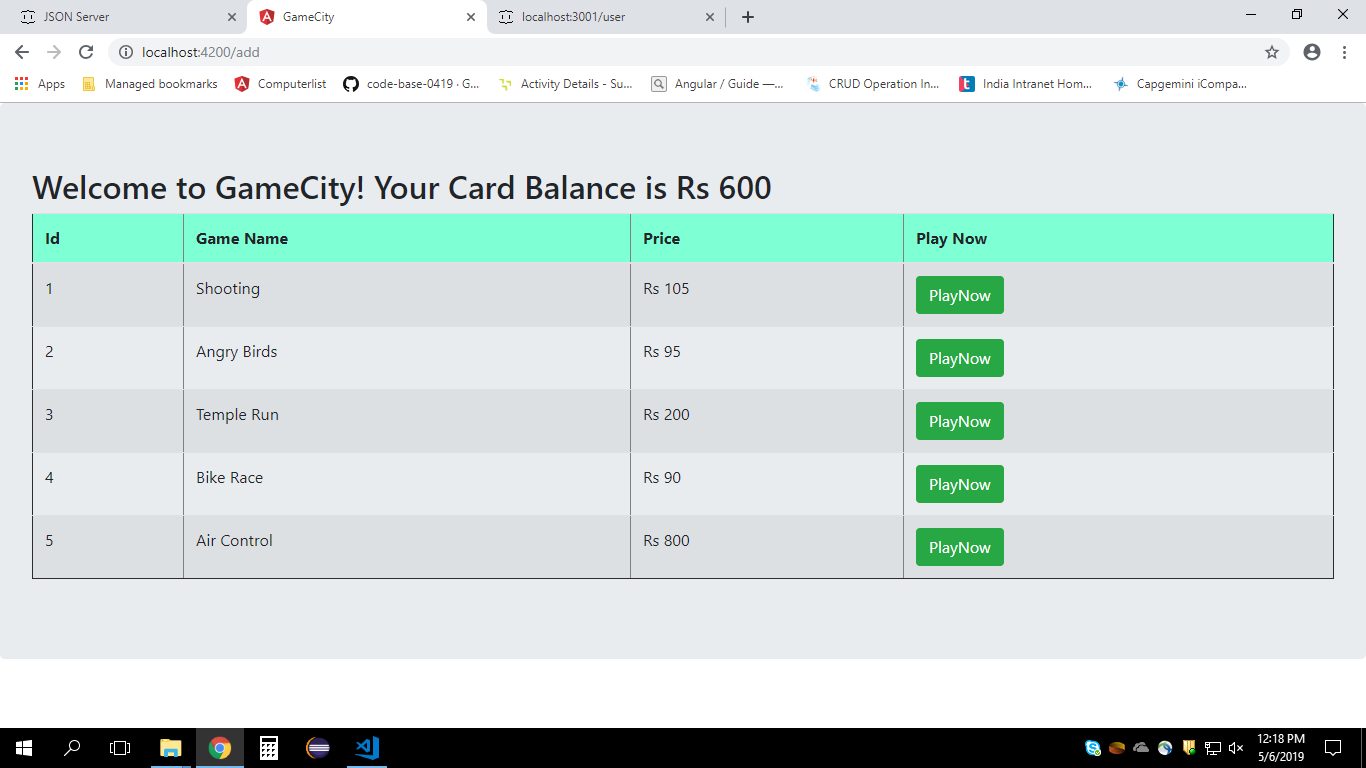 JSON Server
GameCity
localhost:3001/user
localhost:4200/add
Apps Managed bookmarks Computerlist code-base-0419 · G... Activity Details - Su... Angular / Guide —... CRUD Operation In... India Intranet Hom... Capgemini iCompa...
Welcome to GameCity! Your Card Balance is Rs 600
Id Game Name Price Play Now
1 Shooting Rs 105 PlayNow
2 Angry Birds Rs 95 PlayNow
3 Temple Run Rs 200 PlayNow
4 Bike Race Rs 90 PlayNow
5 Air Control Rs 800 PlayNow
12:18 PM
5/6/2019